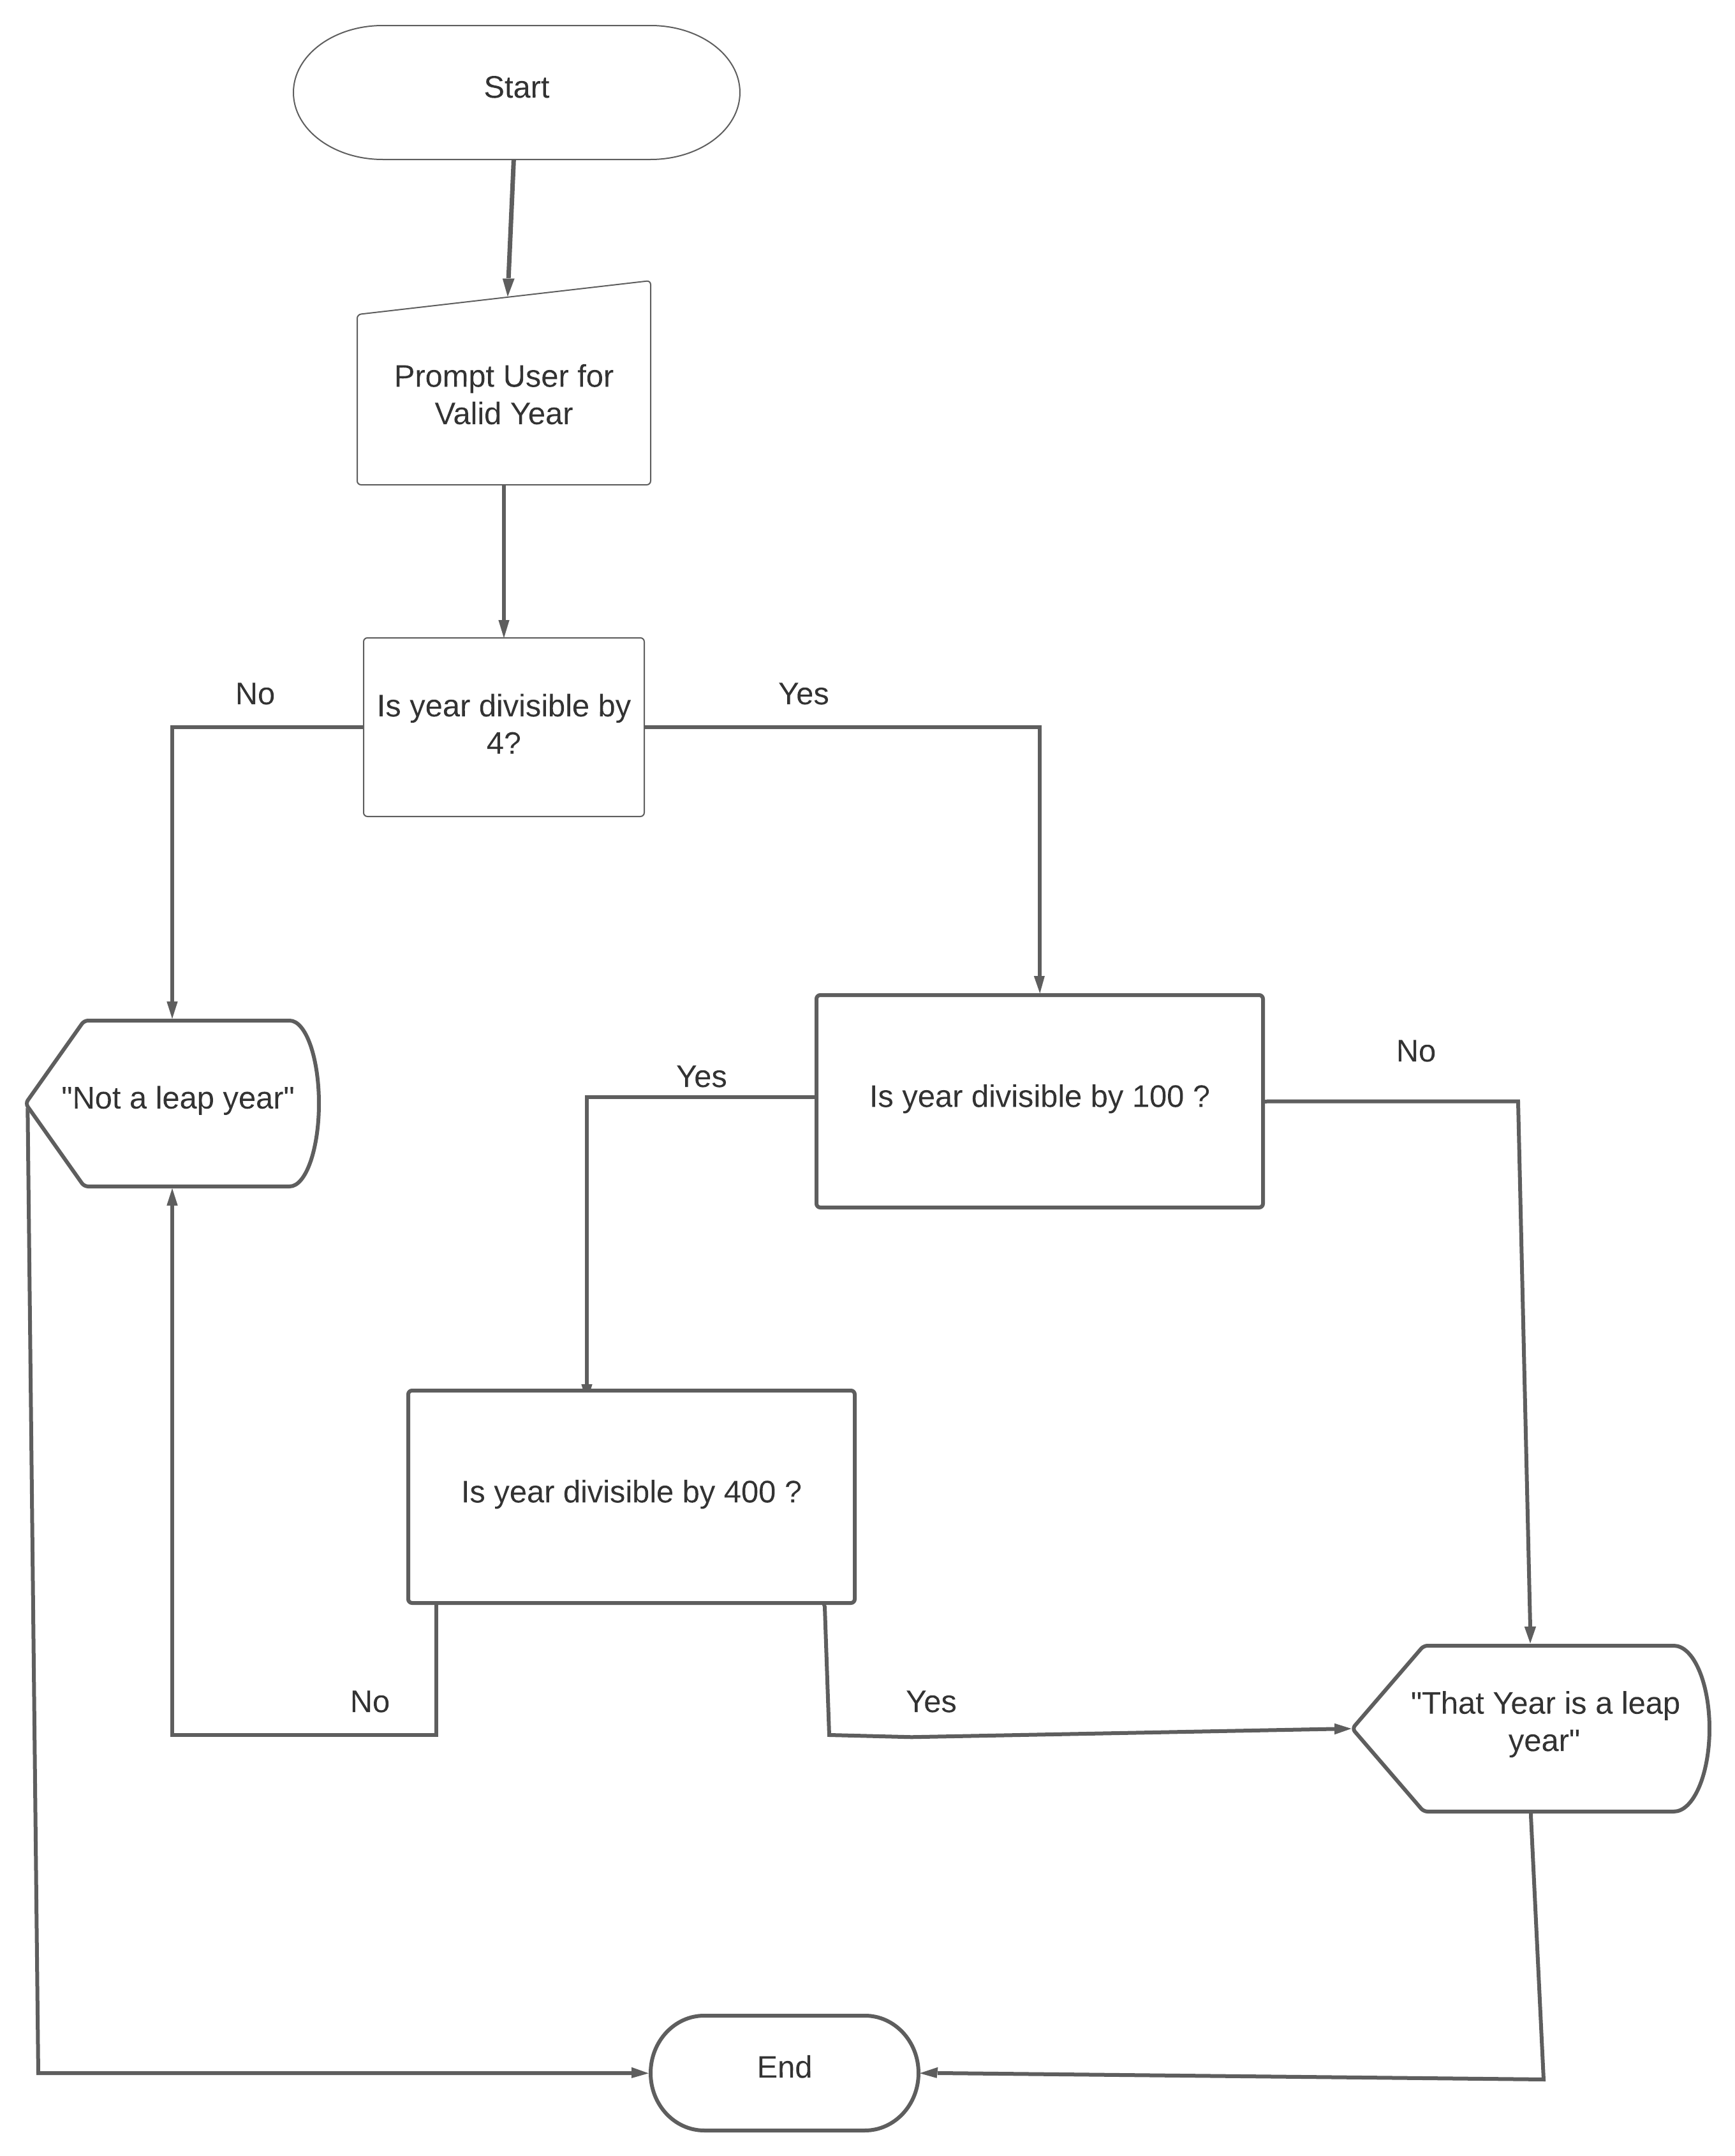 Start
Prompt User for
Valid Year
No
Yes
Is year divisible by
4?
No
Yes
Is year divisible by 100 ?
"Not a leap year"
Is year divisible by 400 ?
No
Yes
"That Year is a leap
year"
End